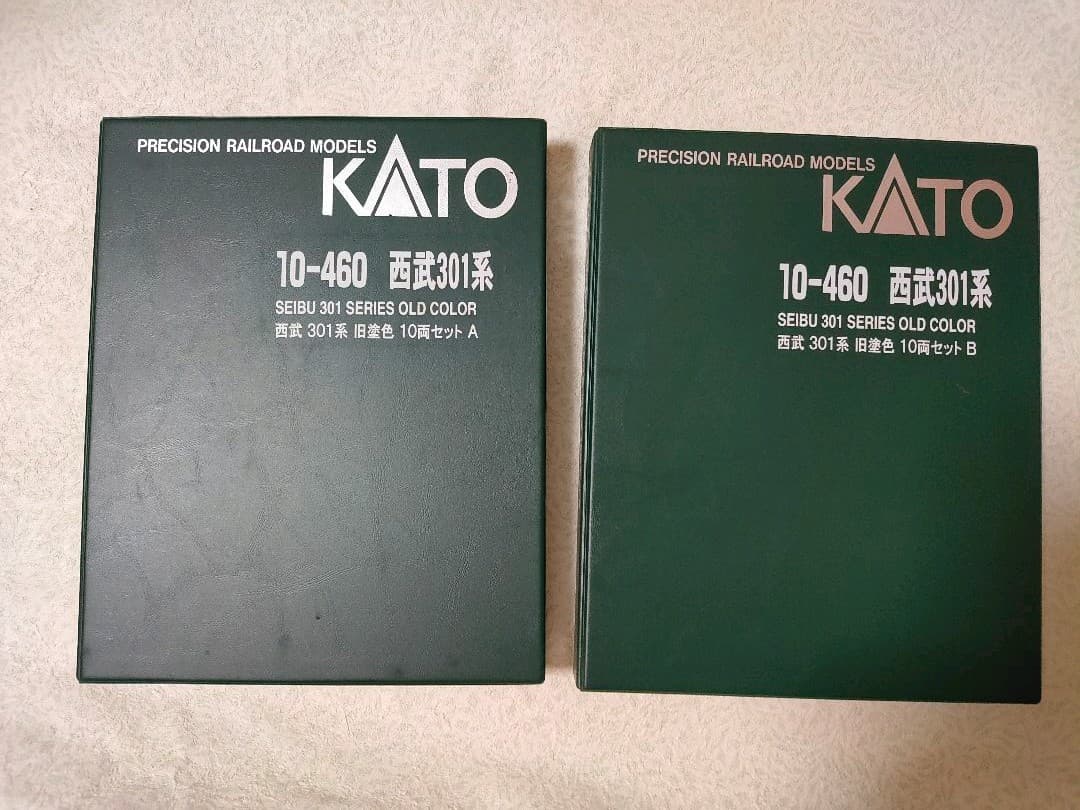 PRECISION RAILROAD MODELS
KATO
10-460 西武301系
SEIBU 301 SERIES OLD COLOR
西武 301系 旧塗色 10両セット A
PRECISION RAILROAD MODELS
KATO
10-460 西武301系
SEIBU 301 SERIES OLD COLOR
西武 301系 旧塗色 10両セット B